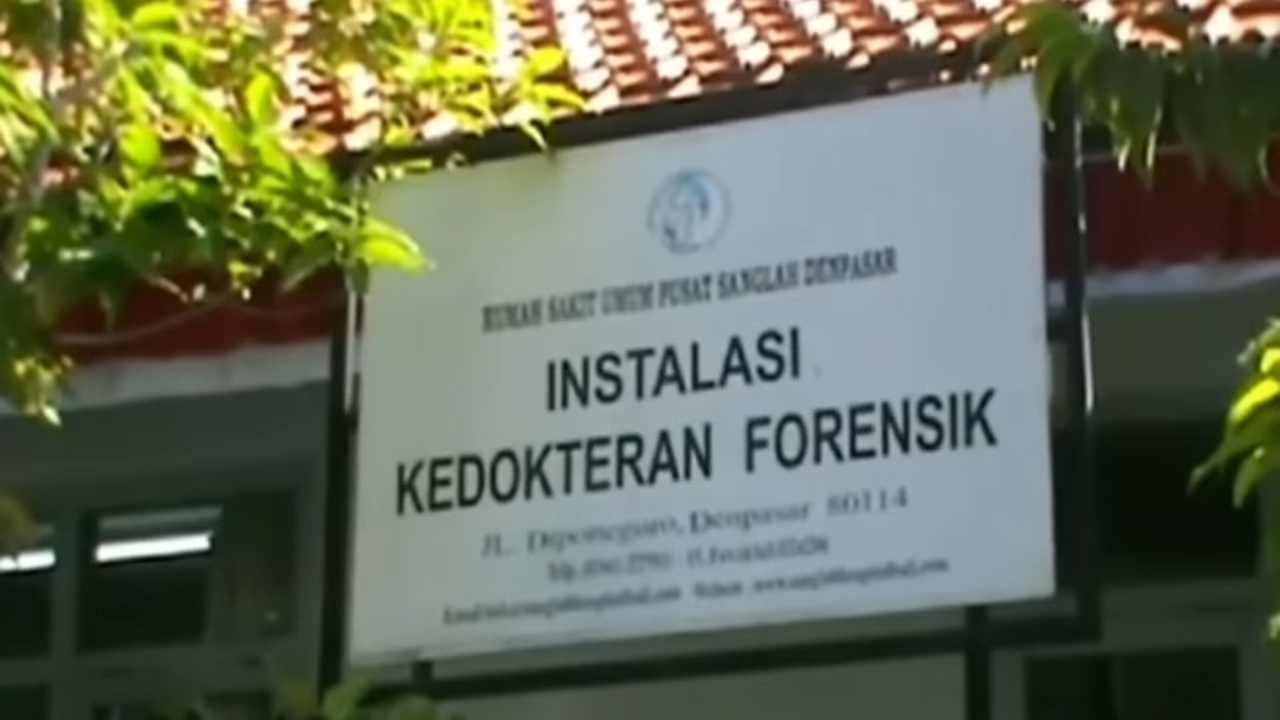 RUMAH SAKIT UMUM PUSAT SANGLAH DENPASAR
INSTALASI
KEDOKTERAN FORENSIK
JL. Diponegoro, Denpasar 80114